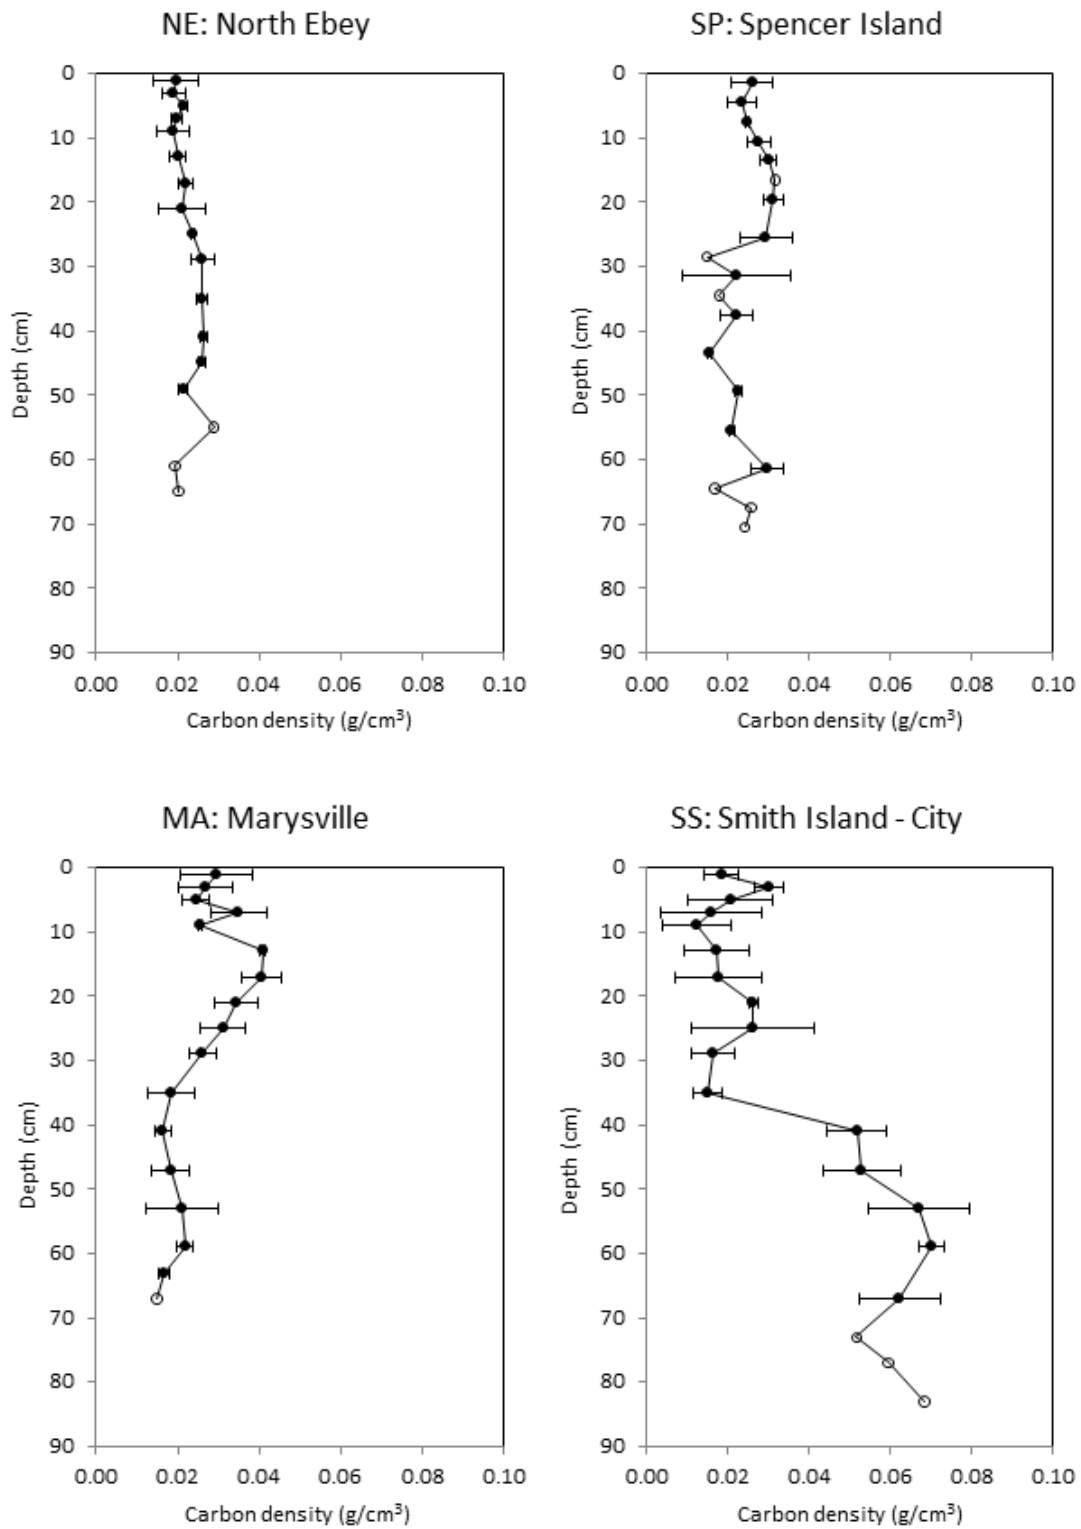 NE: North Ebey
0
10
20
30
40
50
60
70
80
90
Depth (cm)
0.00 0.02 0.04 0.06 0.08 0.10
Carbon density (g/cm³)
SP: Spencer Island
0
10
20
30
40
50
60
70
80
90
Depth (cm)
0.00 0.02 0.04 0.06 0.08 0.10
Carbon density (g/cm³)
MA: Marysville
0
10
20
30
40
50
60
70
80
90
Depth (cm)
0.00 0.02 0.04 0.06 0.08 0.10
Carbon density (g/cm³)
SS: Smith Island - City
0
10
20
30
40
50
60
70
80
90
Depth (cm)
0.00 0.02 0.04 0.06 0.08 0.10
Carbon density (g/cm³)